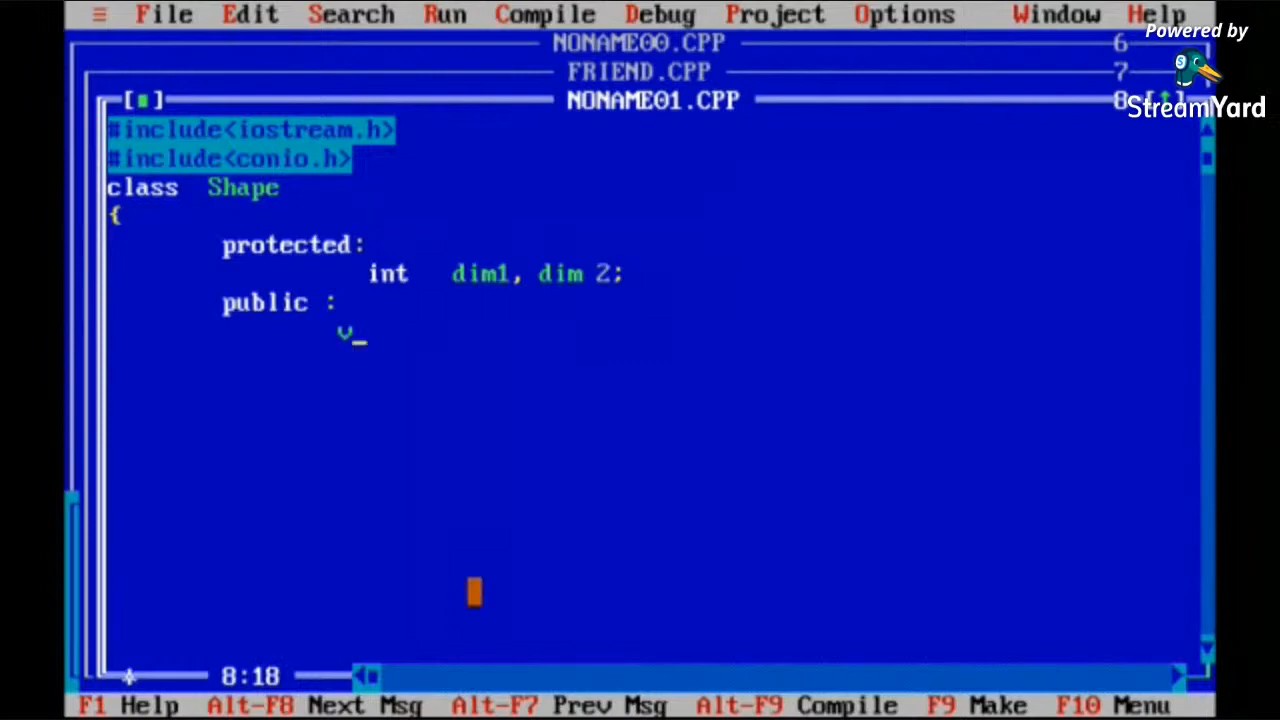 ≡ File Edit Search Run Compile Debug Project Options Window Help
Powered by
StreamYard
NONAME00.CPP 6
FRIEND.CPP 7
[■] NONAME01.CPP 8 [↑]
#include<iostream.h>
#include<conio.h>
class Shape
{
protected:
int dim1, dim 2;
public :
v_
* 8:18
F1 Help Alt-F8 Next Msg Alt-F7 Prev Msg Alt-F9 Compile F9 Make F10 Menu